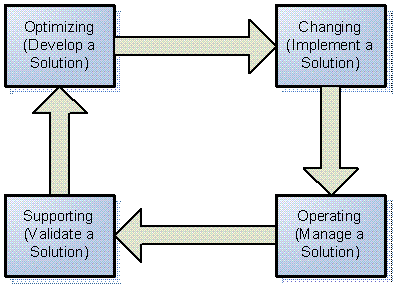 Optimizing
(Develop a
Solution)
Changing
(Implement a
Solution)
Supporting
(Validate a
Solution)
Operating
(Manage a
Solution)